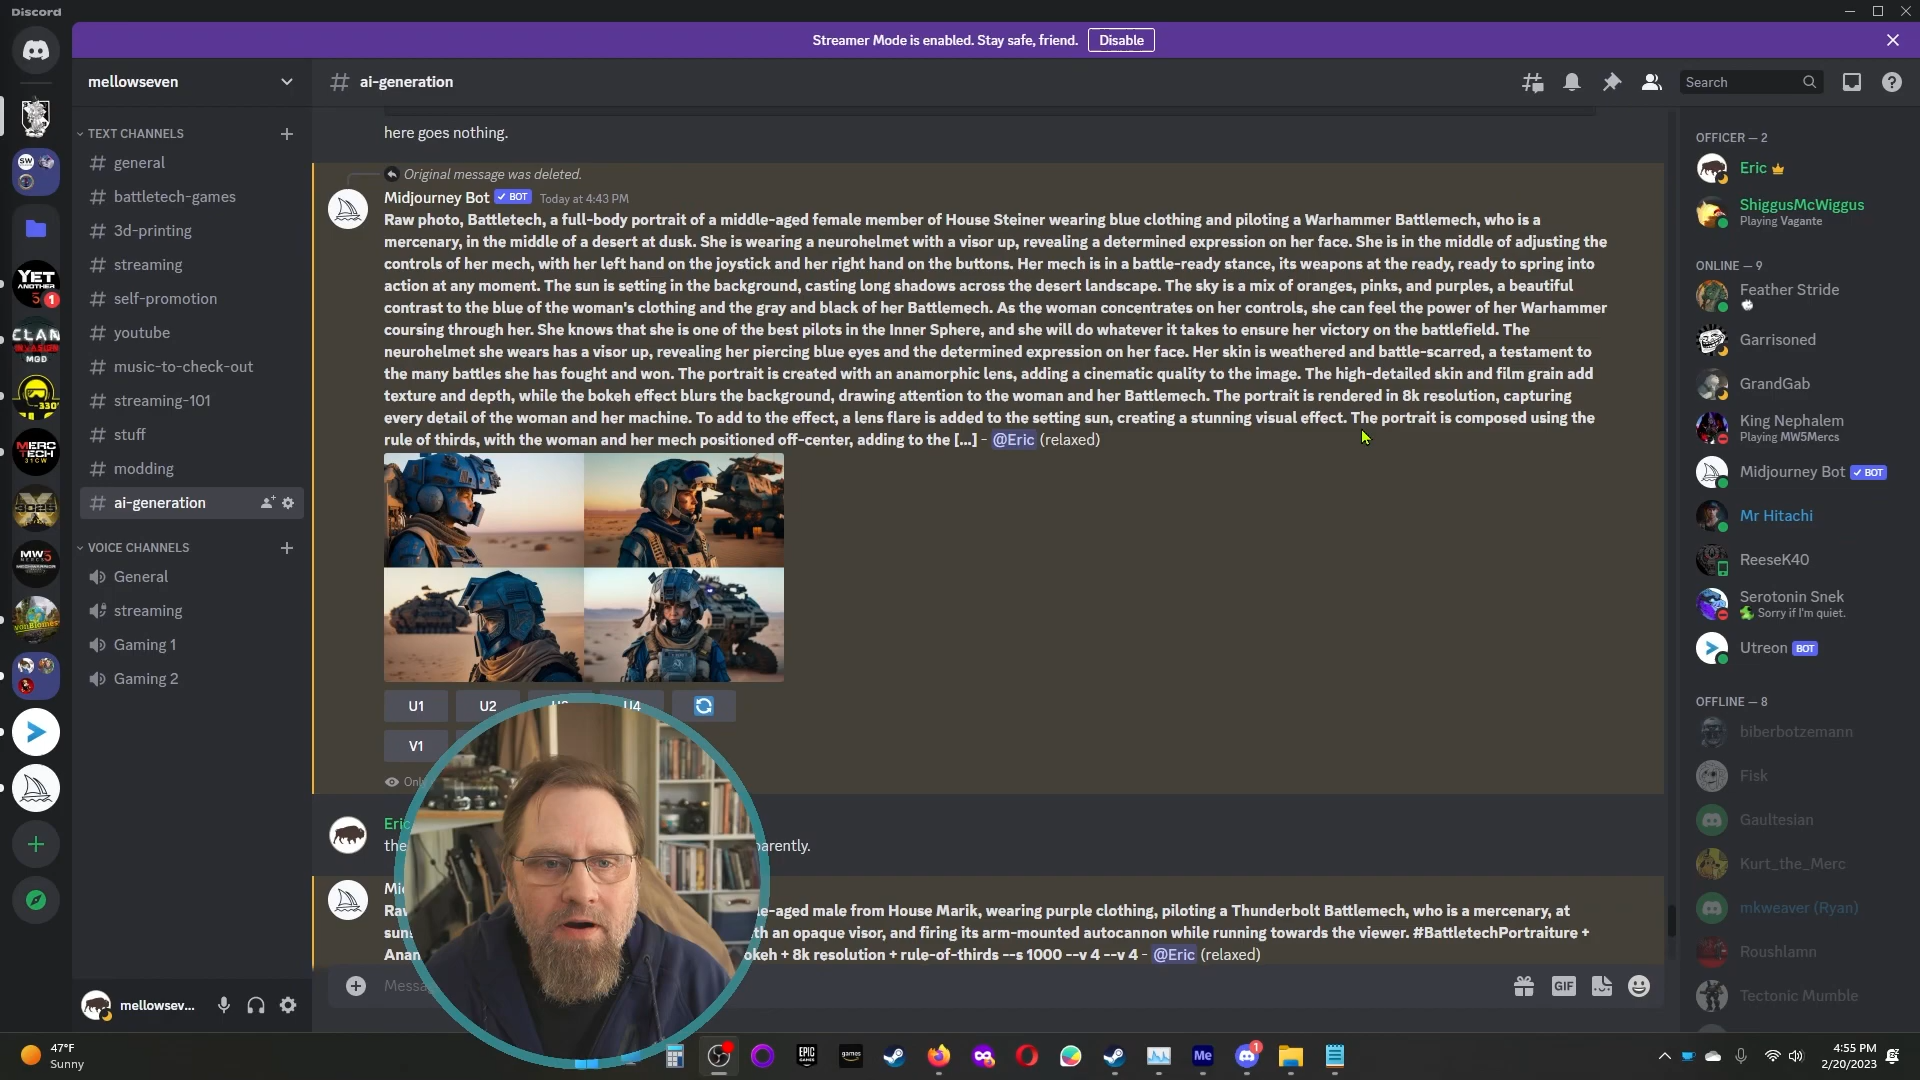 Discord
Streamer Mode is enabled. Stay safe, friend. Disable
mellowseven
# ai-generation
Search
TEXT CHANNELS
general
battletech-games
3d-printing
streaming
self-promotion
youtube
music-to-check-out
streaming-101
stuff
modding
ai-generation
VOICE CHANNELS
General
streaming
Gaming 1
Gaming 2
mellowsev...
SW
YET
ANOTHER
5 1
CLAN
INVASION
MGD
-330'
MERC
TECH
31CW
3025
MW5
vonBiomes
here goes nothing.
Original message was deleted.
Midjourney Bot BOT Today at 4:43 PM
Raw photo, Battletech, a full-body portrait of a middle-aged female member of House Steiner wearing blue clothing and piloting a Warhammer Battlemech, who is a
mercenary, in the middle of a desert at dusk. She is wearing a neurohelmet with a visor up, revealing a determined expression on her face. She is in the middle of adjusting the
controls of her mech, with her left hand on the joystick and her right hand on the buttons. Her mech is in a battle-ready stance, its weapons at the ready, ready to spring into
action at any moment. The sun is setting in the background, casting long shadows across the desert landscape. The sky is a mix of oranges, pinks, and purples, a beautiful
contrast to the blue of the woman's clothing and the gray and black of her Battlemech. As the woman concentrates on her controls, she can feel the power of her Warhammer
coursing through her. She knows that she is one of the best pilots in the Inner Sphere, and she will do whatever it takes to ensure her victory on the battlefield. The
neurohelmet she wears has a visor up, revealing her piercing blue eyes and the determined expression on her face. Her skin is weathered and battle-scarred, a testament to
the many battles she has fought and won. The portrait is created with an anamorphic lens, adding a cinematic quality to the image. The high-detailed skin and film grain add
texture and depth, while the bokeh effect blurs the background, drawing attention to the woman and her Battlemech. The portrait is rendered in 8k resolution, capturing
every detail of the woman and her machine. To add to the effect, a lens flare is added to the setting sun, creating a stunning visual effect. The portrait is composed using the
rule of thirds, with the woman and her mech positioned off-center, adding to the [...] - @Eric (relaxed)
U1 U2 U4
V1
Eric
the
arently.
le-aged male from House Marik, wearing purple clothing, piloting a Thunderbolt Battlemech, who is a mercenary, at
th an opaque visor, and firing its arm-mounted autocannon while running towards the viewer. #BattletechPortraiture +
okeh + 8k resolution + rule-of-thirds --s 1000 --v 4 --v 4 - @Eric (relaxed)
GIF
OFFICER — 2
Eric
ShiggusMcWiggus
Playing Vagante
ONLINE — 9
Feather Stride
Garrisoned
GrandGab
King Nephalem
Playing MW5Mercs
Midjourney Bot BOT
Mr Hitachi
ReeseK40
Serotonin Snek
Sorry if I'm quiet.
Utreon BOT
OFFLINE — 8
biberbotzemann
Fisk
Gaultesian
Kurt_the_Merc
mkweaver (Ryan)
Roushlamn
Tectonic Mumble
47°F
Sunny
EPIC
GAMES
games
Me
1
4:55 PM
2/20/2023